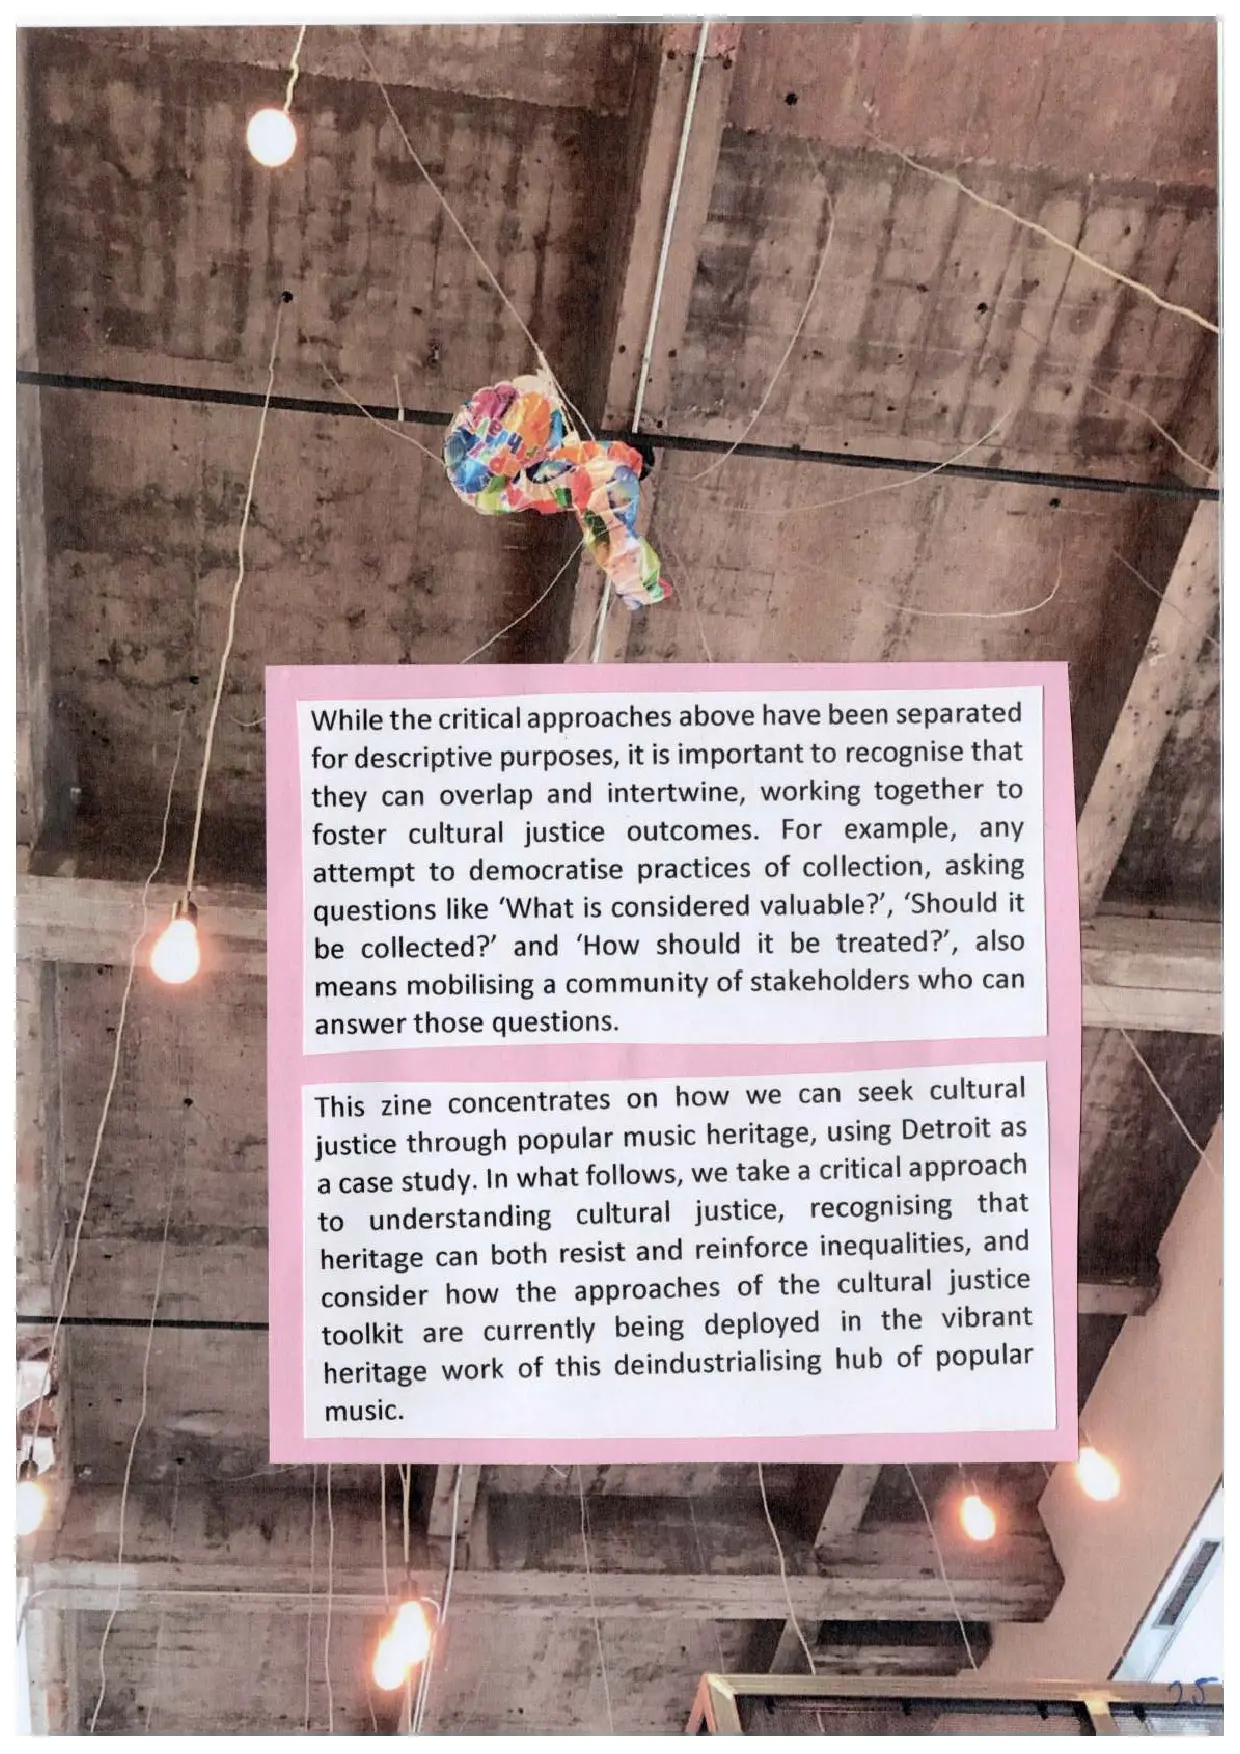 While the critical approaches above have been separated
for descriptive purposes, it is important to recognise that
they can overlap and intertwine, working together to
foster cultural justice outcomes. For example, any
attempt to democratise practices of collection, asking
questions like ‘What is considered valuable?’, ‘Should it
be collected?’ and ‘How should it be treated?’, also
means mobilising a community of stakeholders who can
answer those questions.
This zine concentrates on how we can seek cultural
justice through popular music heritage, using Detroit as
a case study. In what follows, we take a critical approach
to understanding cultural justice, recognising that
heritage can both resist and reinforce inequalities, and
consider how the approaches of the cultural justice
toolkit are currently being deployed in the vibrant
heritage work of this deindustrialising hub of popular
music.
25